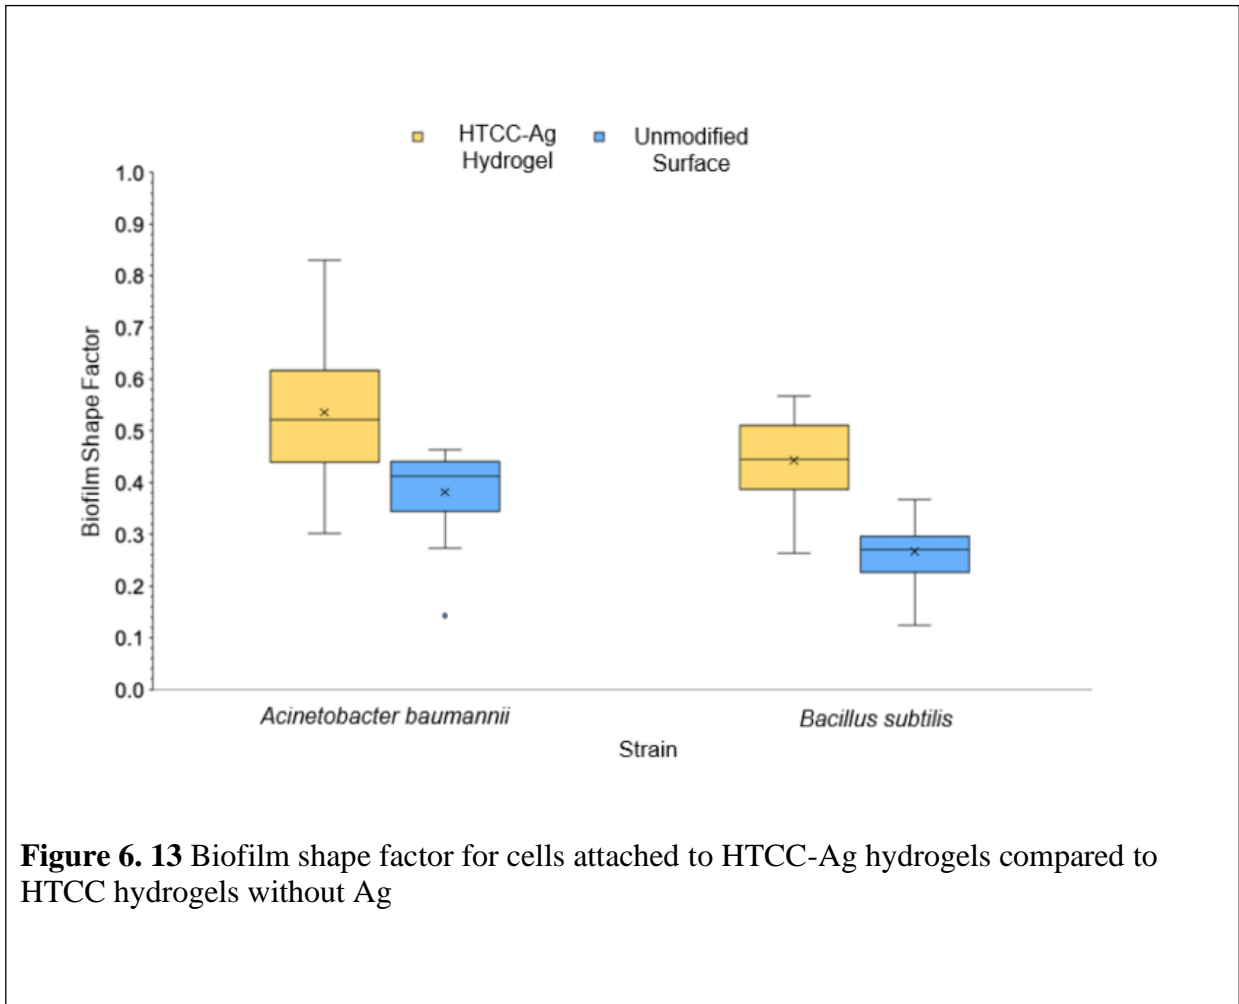 HTCC-Ag
Hydrogel
Unmodified
Surface
1.0
0.9
0.8
0.7
0.6
0.5
0.4
0.3
0.2
0.1
0.0
Biofilm Shape Factor
Acinetobacter baumannii
Bacillus subtilis
Strain
Figure 6. 13 Biofilm shape factor for cells attached to HTCC-Ag hydrogels compared to
HTCC hydrogels without Ag